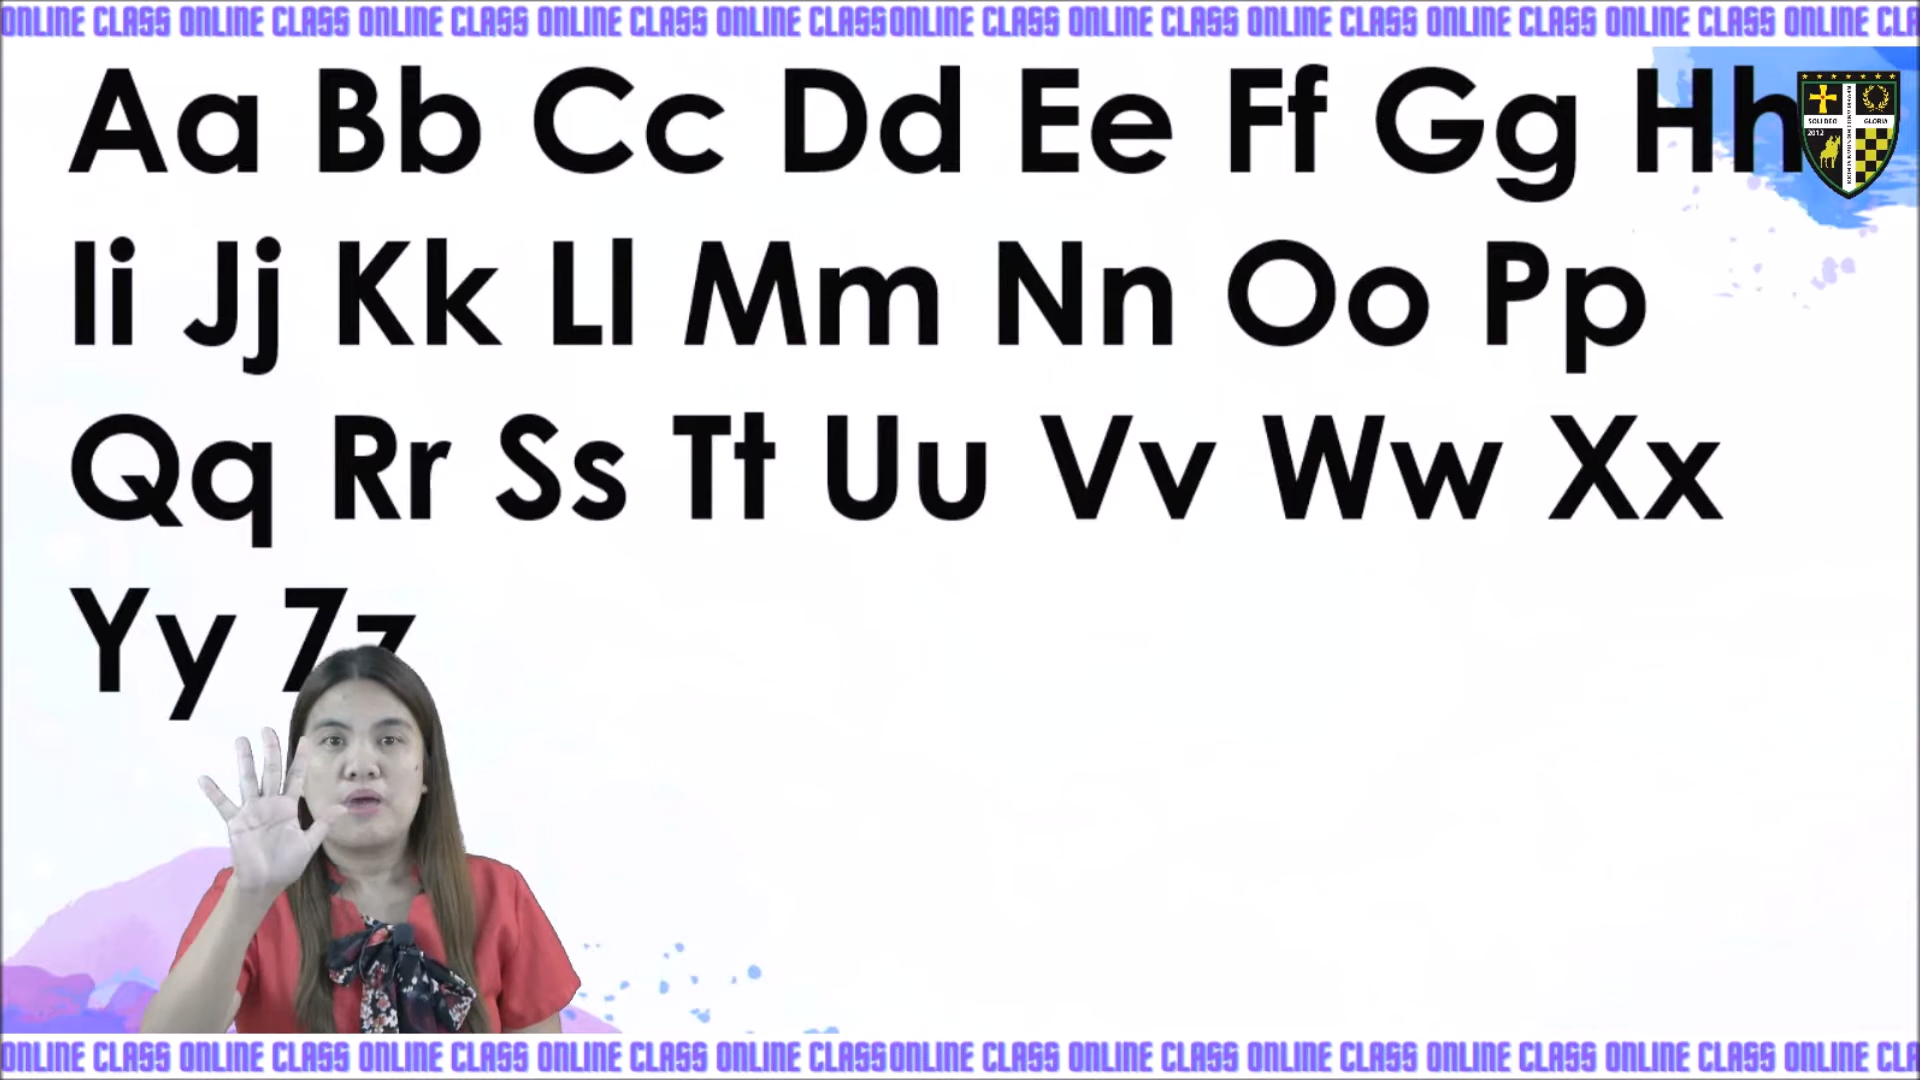 ONLINE CLASS ONLINE CLASS ONLINE CLASS ONLINE CLASS ONLINE CLASS ONLINE CLASS ONLINE CLASS ONLINE CLASS ONLINE CLASS ONLINE CLASS ONLINE CLA
Aa Bb Cc Dd Ee Ff Gg Hh
SOLI DEO GLORIA
2012
Ii Jj Kk Ll Mm Nn Oo Pp
Qq Rr Ss Tt Uu Vv Ww Xx
Yy Zz
ONLINE CLASS ONLINE CLASS ONLINE CLASS ONLINE CLASS ONLINE CLASS ONLINE CLASS ONLINE CLASS ONLINE CLASS ONLINE CLASS ONLINE CLASS ONLINE CLA